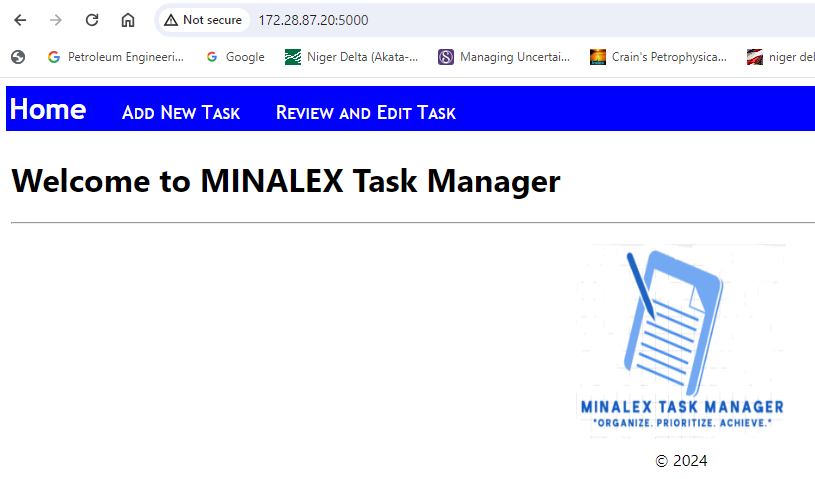 Not secure 172.28.87.20:5000
Petroleum Engineeri... Google Niger Delta (Akata-... Managing Uncertai... Crain's Petrophysica... niger del
Home Add New Task Review and Edit Task
Welcome to MINALEX Task Manager
MINALEX TASK MANAGER
"ORGANIZE. PRIORITIZE. ACHIEVE."
© 2024